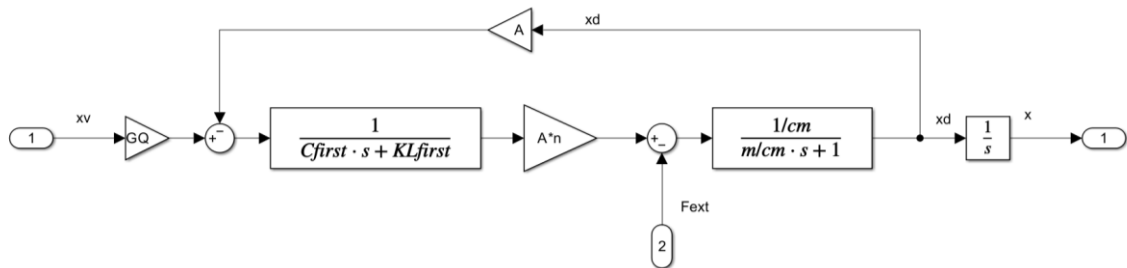 A
xd
xv
1
GQ
+
−
1
Cfirst · s + KLfirst
A*n
+
−
1/cm
m/cm · s + 1
xd
1
s
x
1
Fext
2